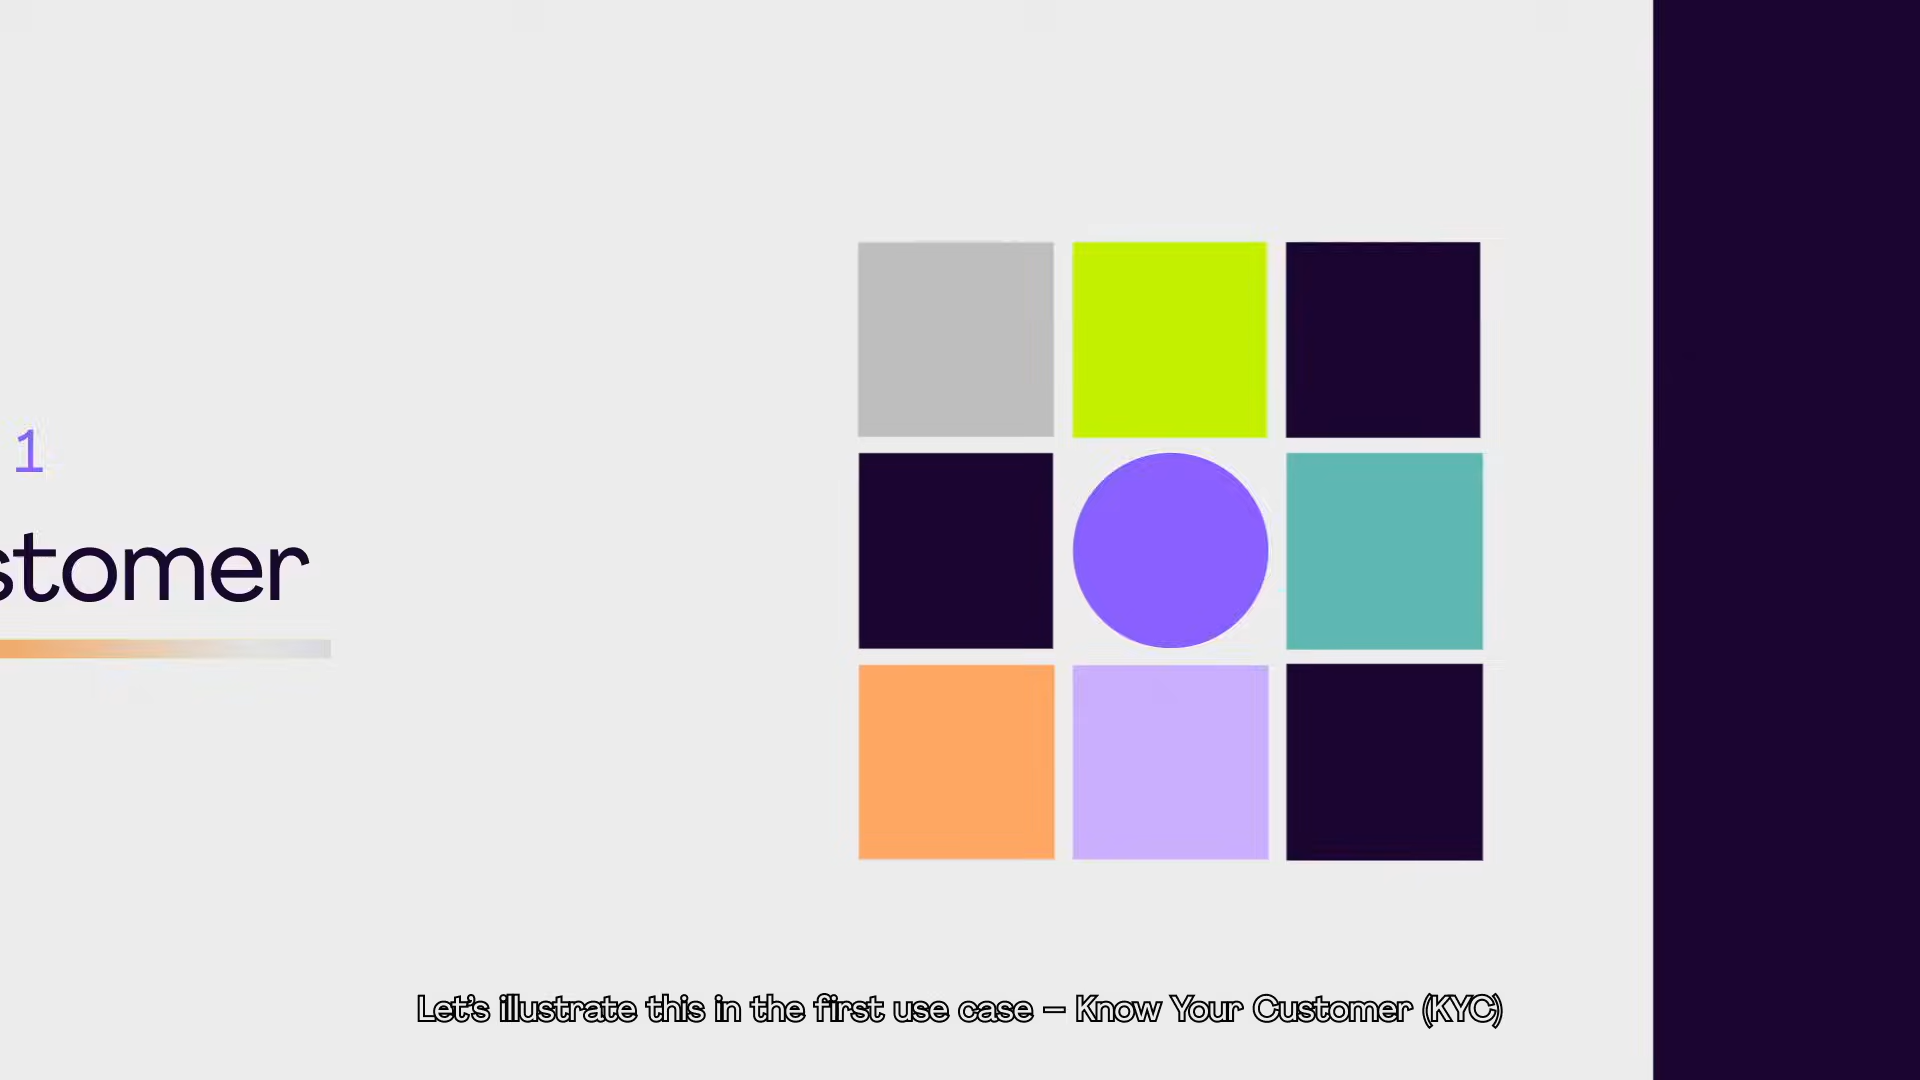 1
stomer
Let's illustrate this in the first use case – Know Your Customer (KYC)